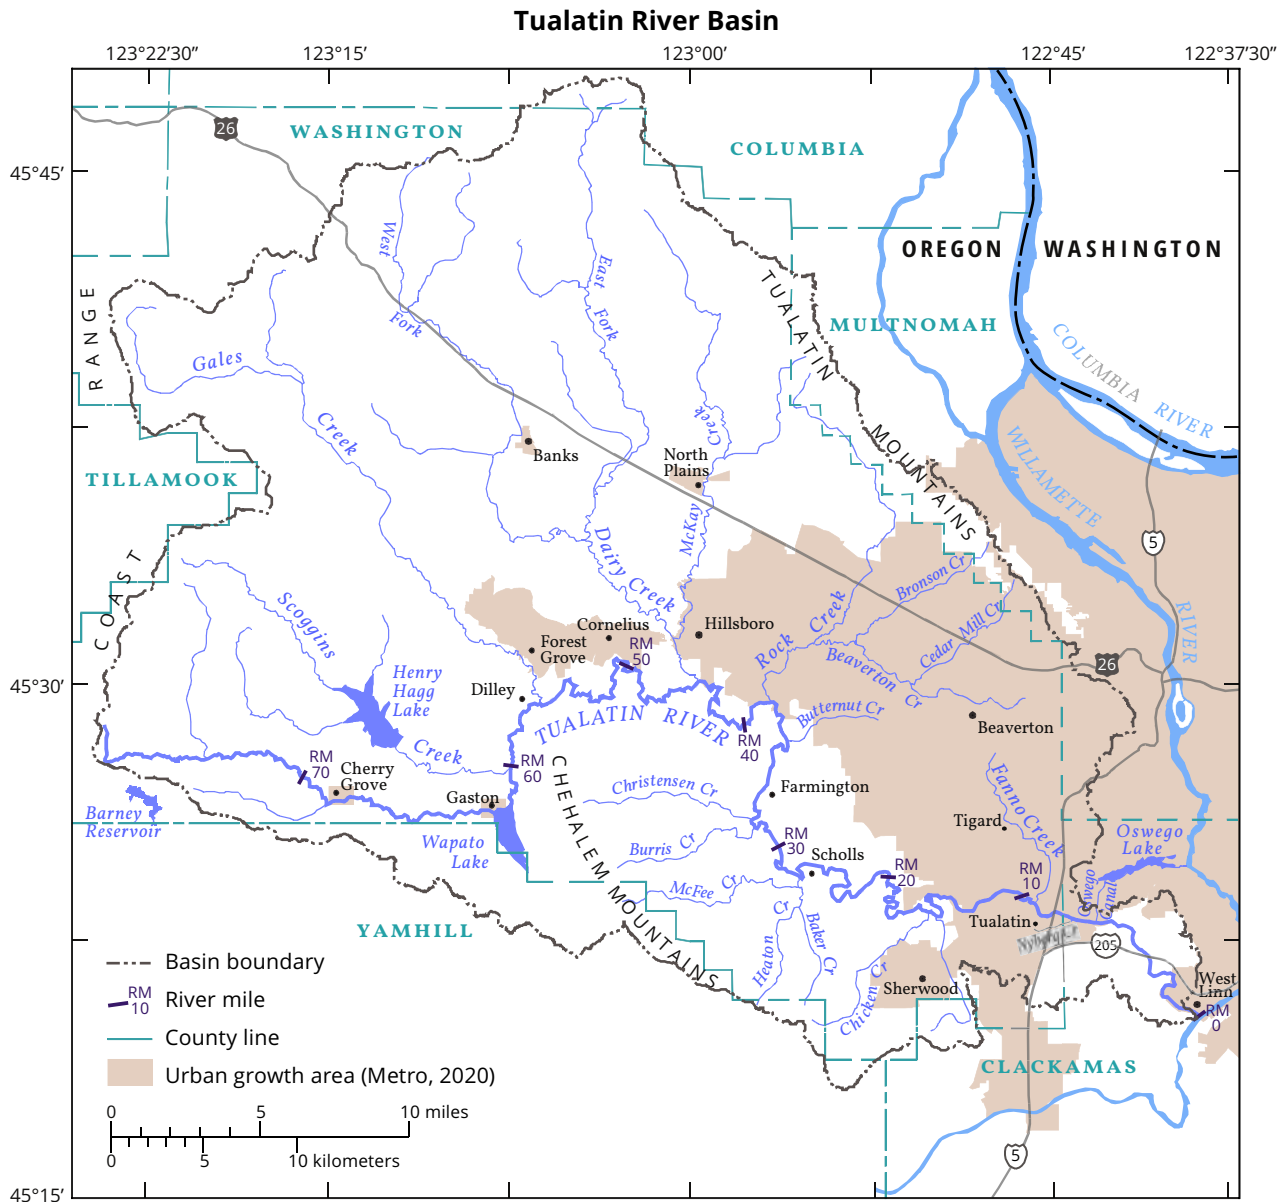 Tualatin River Basin
123°22'30"
123°15'
123°00'
122°45'
122°37'30"
45°45'
45°30'
45°15'
26
WASHINGTON
COLUMBIA
OREGON
WASHINGTON
MULTNOMAH
TILLAMOOK
YAMHILL
CLACKAMAS
COAST
RANGE
TUALATIN
MOUNTAINS
CHEHALEM MOUNTAINS
COLUMBIA
RIVER
WILLAMETTE
RIVER
West
Fork
East
Fork
Gales
Creek
Creek
McKay
Dairy Creek
Banks
North
Plains
Scoggins
Creek
Henry
Hagg
Lake
Cornelius
Forest
Grove
Dilley
Hillsboro
RM
50
Rock
Creek
Bronson Cr
Cedar Mill Cr
Beaverton
Cr
Butternut Cr
Beaverton
26
5
TUALATIN
RIVER
RM
40
RM
60
RM
70
Cherry
Grove
Gaston
Barney
Reservoir
Wapato
Lake
Christensen Cr
Farmington
Burris
Cr
RM
30
Scholls
McFee
Cr
Heaton
Cr
Baker Cr
RM
20
Chicken Cr
Sherwood
Fanno Creek
Tigard
RM
10
Tualatin
Oswego
Lake
Oswego
Canal
205
West
Linn
RM
0
5
Basin boundary
RM
10
River mile
County line
Urban growth area (Metro, 2020)
0
5
10 miles
0
5
10 kilometers